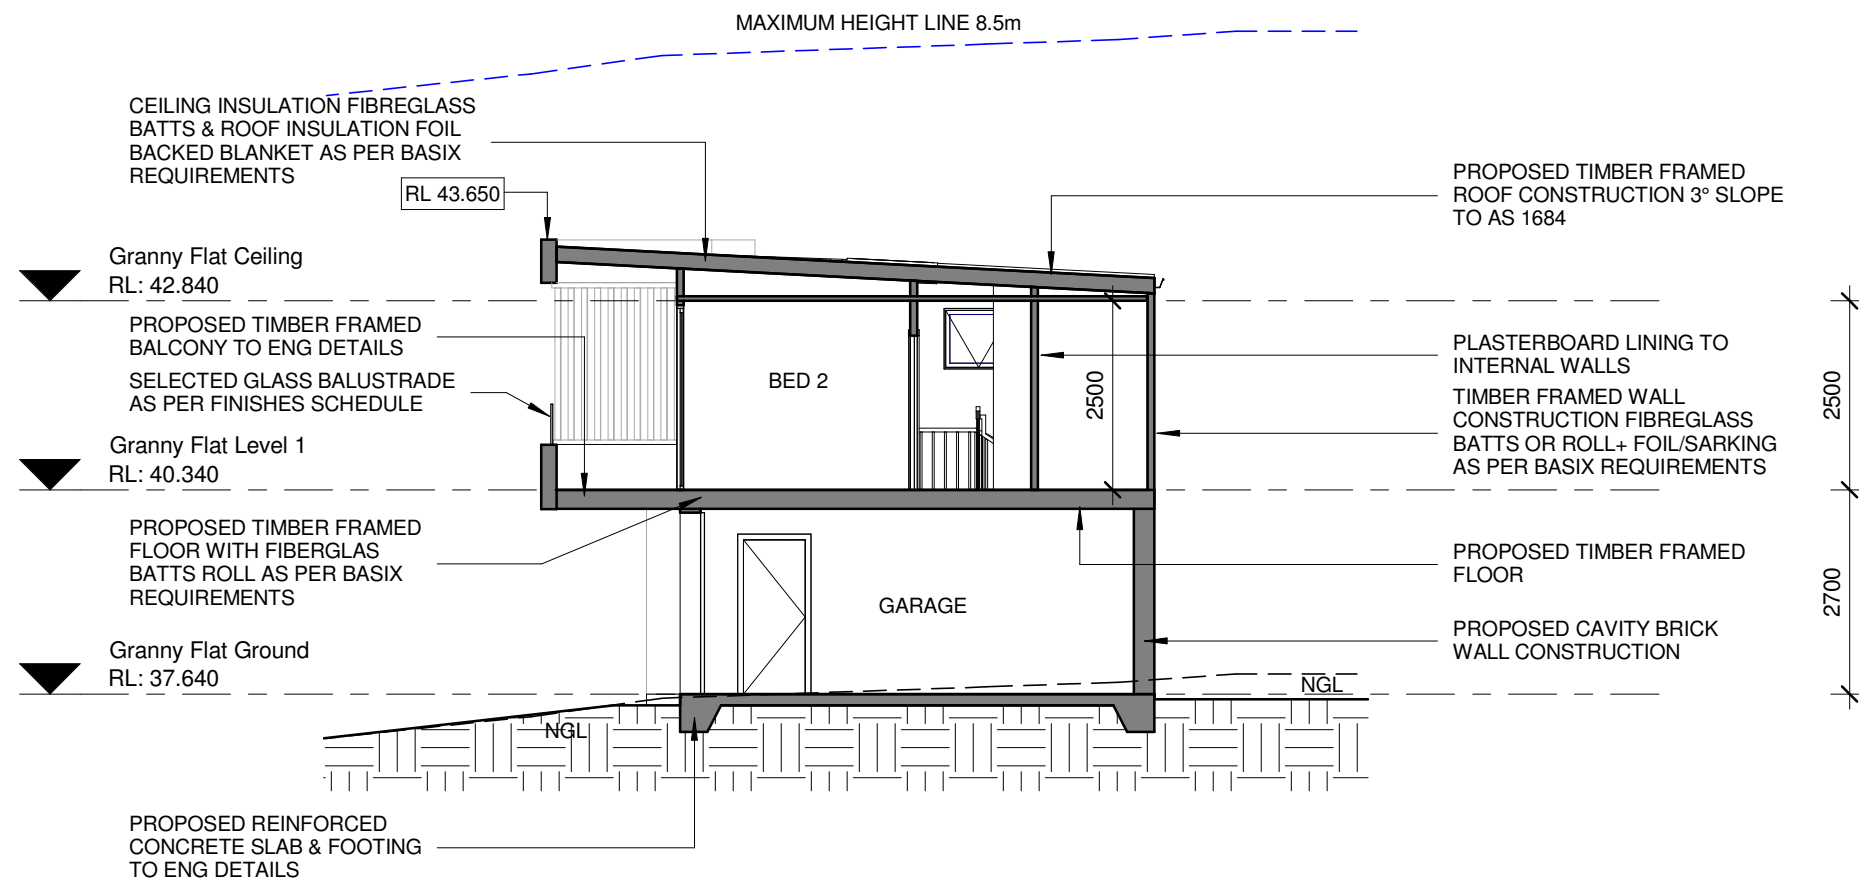 MAXIMUM HEIGHT LINE 8.5m
CEILING INSULATION FIBREGLASS
BATTS & ROOF INSULATION FOIL
BACKED BLANKET AS PER BASIX
REQUIREMENTS
RL 43.650
PROPOSED TIMBER FRAMED
ROOF CONSTRUCTION 3° SLOPE
TO AS 1684
Granny Flat Ceiling
RL: 42.840
PROPOSED TIMBER FRAMED
BALCONY TO ENG DETAILS
SELECTED GLASS BALUSTRADE
AS PER FINISHES SCHEDULE
BED 2
2500
PLASTERBOARD LINING TO
INTERNAL WALLS
TIMBER FRAMED WALL
CONSTRUCTION FIBREGLASS
BATTS OR ROLL+ FOIL/SARKING
AS PER BASIX REQUIREMENTS
2500
Granny Flat Level 1
RL: 40.340
PROPOSED TIMBER FRAMED
FLOOR WITH FIBERGLAS
BATTS ROLL AS PER BASIX
REQUIREMENTS
GARAGE
PROPOSED TIMBER FRAMED
FLOOR
PROPOSED CAVITY BRICK
WALL CONSTRUCTION
2700
Granny Flat Ground
RL: 37.640
NGL
NGL
PROPOSED REINFORCED
CONCRETE SLAB & FOOTING
TO ENG DETAILS